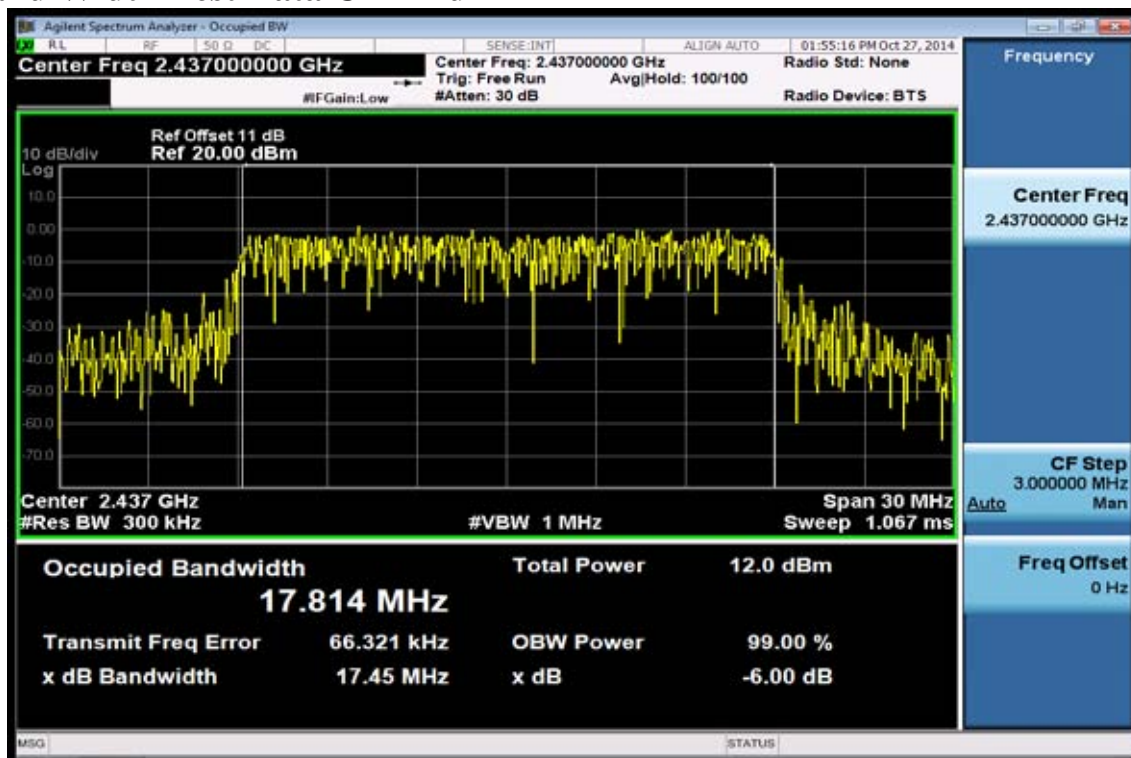 Agilent Spectrum Analyzer - Occupied BW
RL RF 50 Ω DC SENSE:INT ALIGN AUTO 01:55:16 PM Oct 27, 2014
Center Freq 2.437000000 GHz
Center Freq: 2.437000000 GHz Radio Std: None
Trig: Free Run Avg|Hold: 100/100
#IFGain:Low #Atten: 30 dB Radio Device: BTS
Ref Offset 11 dB
10 dB/div Ref 20.00 dBm
Log
10.0
0.00
-10.0
-20.0
-30.0
-40.0
-50.0
-60.0
-70.0
Center 2.437 GHz Span 30 MHz
#Res BW 300 kHz #VBW 1 MHz Sweep 1.067 ms
Occupied Bandwidth Total Power 12.0 dBm
17.814 MHz
Transmit Freq Error 66.321 kHz OBW Power 99.00 %
x dB Bandwidth 17.45 MHz x dB -6.00 dB
MSG STATUS
Frequency
Center Freq
2.437000000 GHz
CF Step
3.000000 MHz
Auto Man
Freq Offset
0 Hz